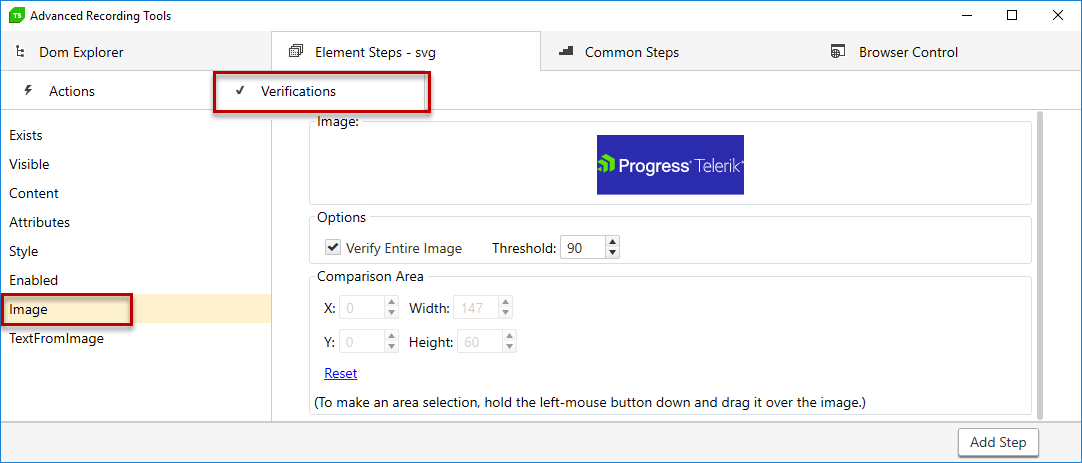 TS Advanced Recording Tools
Dom Explorer Element Steps - svg Common Steps Browser Control
Actions Verifications
Exists
Visible
Content
Attributes
Style
Enabled
Image
TextFromImage
Image:
Progress® Telerik™
Options
Verify Entire Image Threshold: 90
Comparison Area
X: 0 Width: 147
Y: 0 Height: 60
Reset
(To make an area selection, hold the left-mouse button down and drag it over the image.)
Add Step